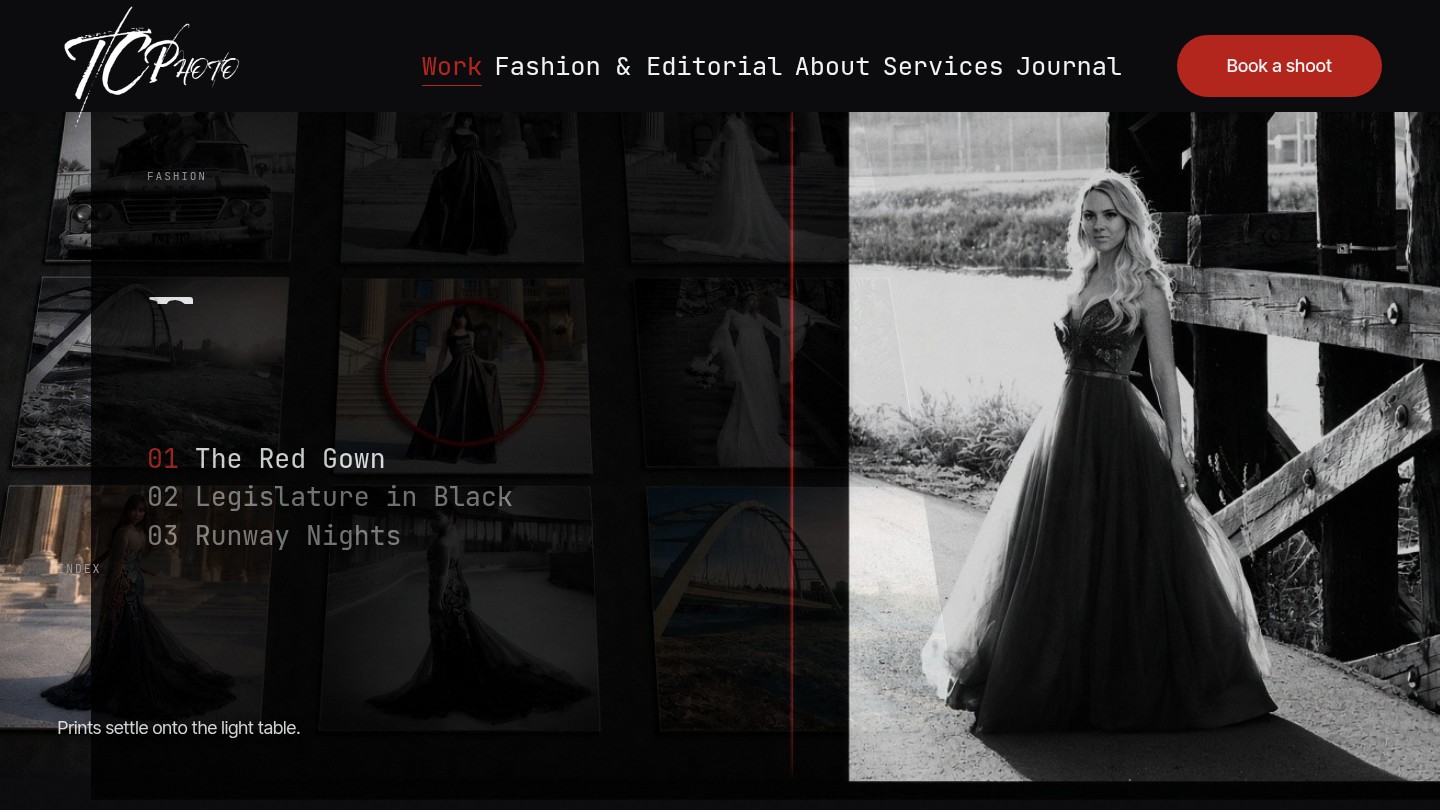 TCPHOTO
Work Fashion & Editorial About Services Journal
Book a shoot
FASHION
01 The Red Gown
02 Legislature in Black
03 Runway Nights
NDEX
Prints settle onto the light table.